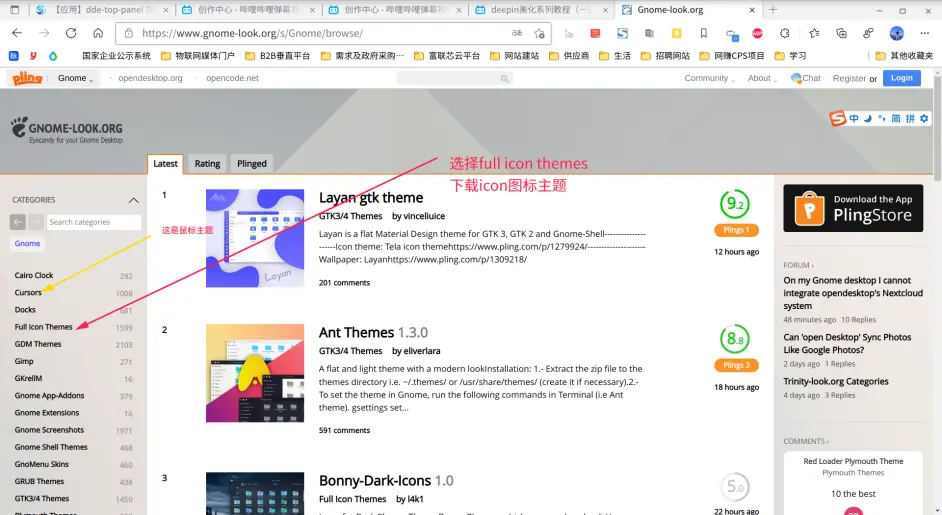 【应用】dde-top-panel 顶
创作中心 - 哔哩哔哩弹幕视
创作中心 - 哔哩哔哩弹幕视
deepin美化系列教程（一）
Gnome-look.org
https://www.gnome-look.org/s/Gnome/browse/
国家企业公示系统
物联网媒体门户
B2B垂直平台
需求及政府采购…
富联芸云平台
网站建站
供应商
生活
招聘网站
网赚CPS项目
学习
其他收藏夹
pling
Gnome
opendesktop.org
opencode.net
Community
About
Chat
Register
or
Login
GNOME-LOOK.ORG
Eyecandy for your Gnome Desktop
中
简
拼
Latest
Rating
Plinged
选择full icon themes
下载icon图标主题
这是鼠标主题
CATEGORIES
Search categories
Gnome
Cairo Clock 292
Cursors 1008
Docks 681
Full Icon Themes 1599
GDM Themes 2103
Gimp 271
GKrellM 16
Gnome App-Addons 379
Gnome Extensions 16
Gnome Screenshots 1971
Gnome Shell Themes 468
GnoMenu Skins 460
GRUB Themes 438
GTK3/4 Themes 1450
Plymouth Themes
1
Layan
Layan gtk theme
GTK3/4 Themes by vinceliuice
Layan is a flat Material Design theme for GTK 3, GTK 2 and Gnome-Shell---------------
--------------------Icon theme: Tela icon themehttps://www.pling.com/p/1279924/--------------------
Wallpaper: Layanhttps://www.pling.com/p/1309218/
201 comments
9.2
Plings 1
12 hours ago
2
Ant Themes 1.3.0
GTK3/4 Themes by eliverlara
A flat and light theme with a modern lookInstallation: 1.- Extract the zip file to the
themes directory i.e. ~/.themes/ or /usr/share/themes/ (create it if necessary).2.-
To set the theme in Gnome, run the following commands in Terminal (i.e Ant
theme). gsettings set...
591 comments
8.8
Plings 3
18 hours ago
3
Bonny-Dark-Icons 1.0
Full Icon Themes by l4k1
5.0
22 hours ago
Download the App
PlingStore
FORUM ›
On my Gnome desktop I cannot
integrate opendesktop's Nextcloud
system
48 minutes ago 10 Replies
Can 'open Desktop' Sync Photos
Like Google Photos?
2 days ago 1 Reply
Trinity-look.org Categories
4 days ago 3 Replies
COMMENTS ›
Red Loader Plymouth Theme
Plymouth Themes
10 the best